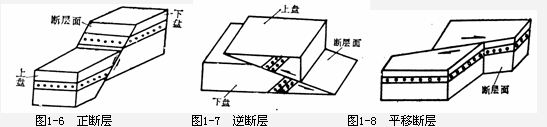 断层面
下盘
上盘
图1-6 正断层
上盘
断层面
下盘
图1-7 逆断层
断层面
图1-8 平移断层